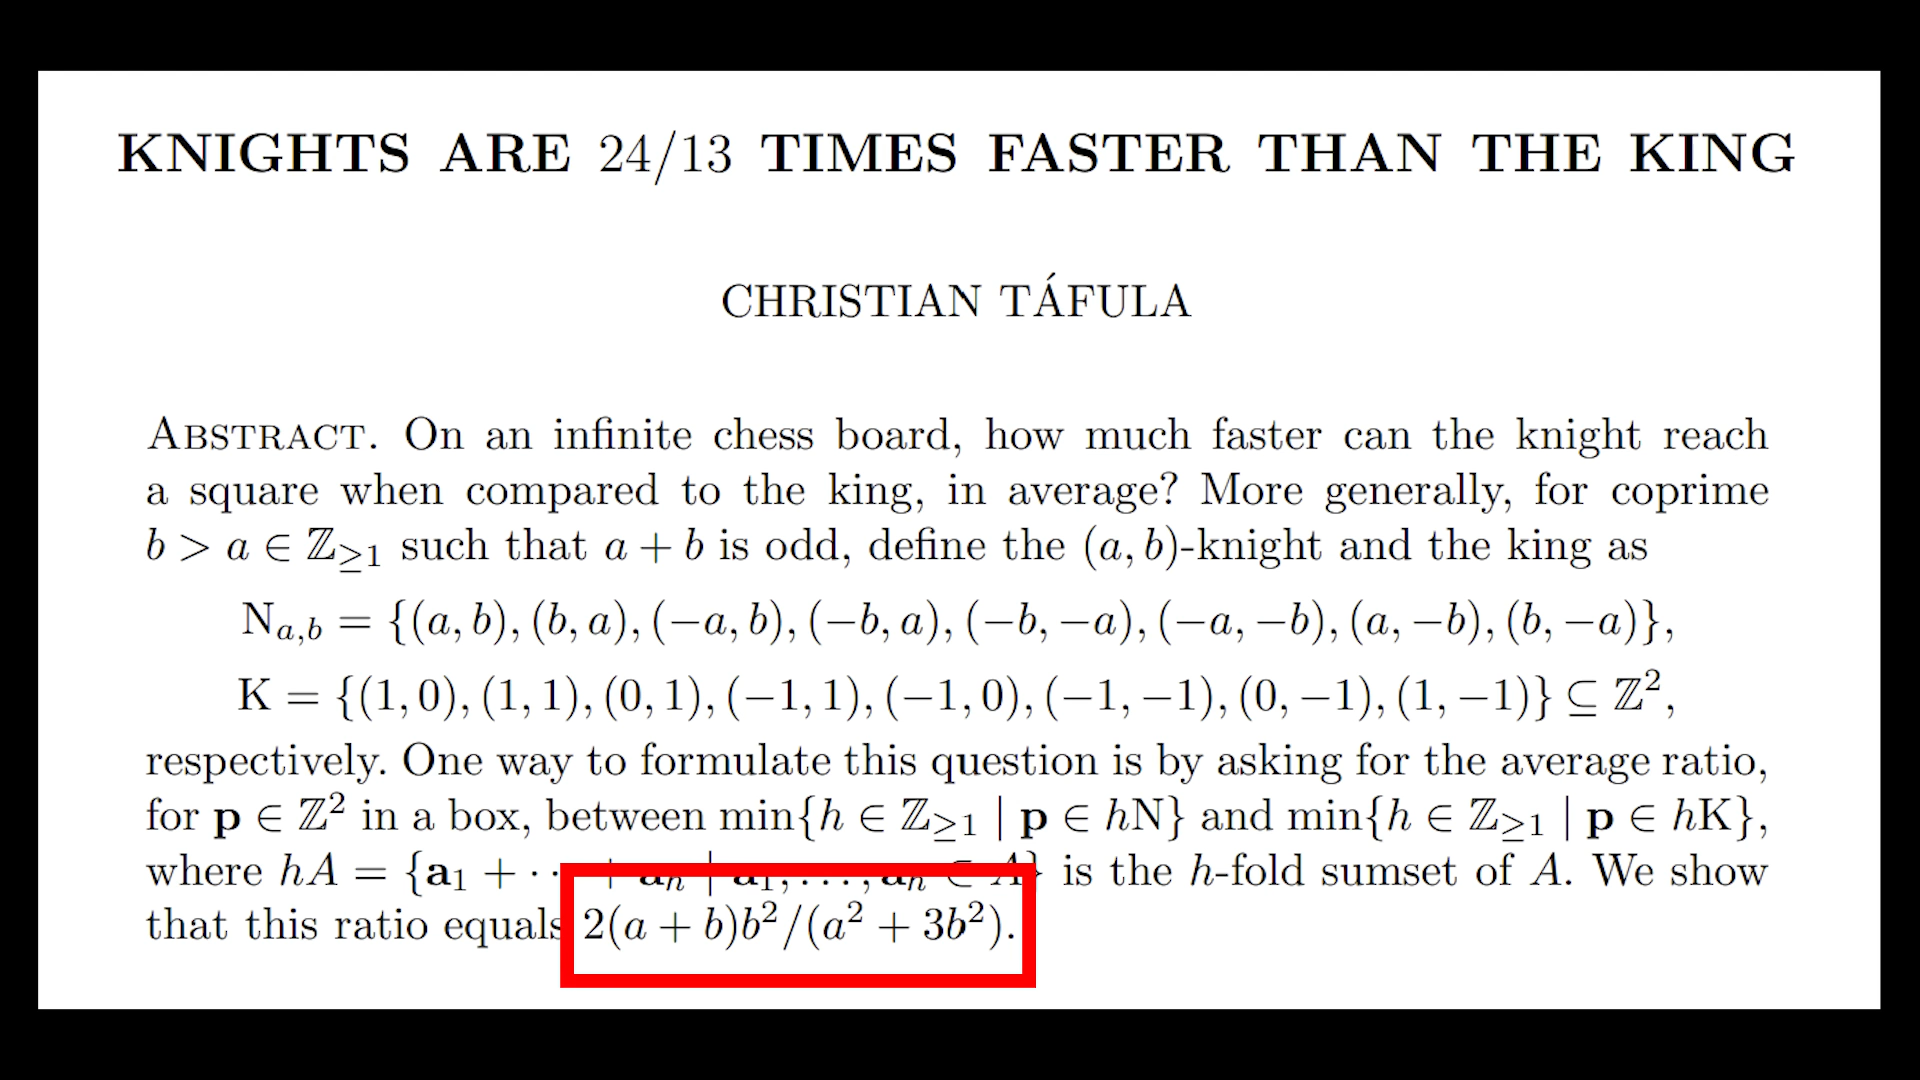 KNIGHTS ARE 24/13 TIMES FASTER THAN THE KING
CHRISTIAN TÁFULA
ABSTRACT. On an infinite chess board, how much faster can the knight reach
a square when compared to the king, in average? More generally, for coprime
b > a ∈ ℤ≥1 such that a + b is odd, define the (a, b)-knight and the king as
N_{a,b} = {(a, b), (b, a), (−a, b), (−b, a), (−b, −a), (−a, −b), (a, −b), (b, −a)},
K = {(1, 0), (1, 1), (0, 1), (−1, 1), (−1, 0), (−1, −1), (0, −1), (1, −1)} ⊆ ℤ²,
respectively. One way to formulate this question is by asking for the average ratio,
for p ∈ ℤ² in a box, between min{h ∈ ℤ≥1 | p ∈ hN} and min{h ∈ ℤ≥1 | p ∈ hK},
where hA = {a₁ + ·· + aₕ | a₁, . . . , aₕ ∈ A} is the h-fold sumset of A. We show
that this ratio equals 2(a + b)b²/(a² + 3b²).